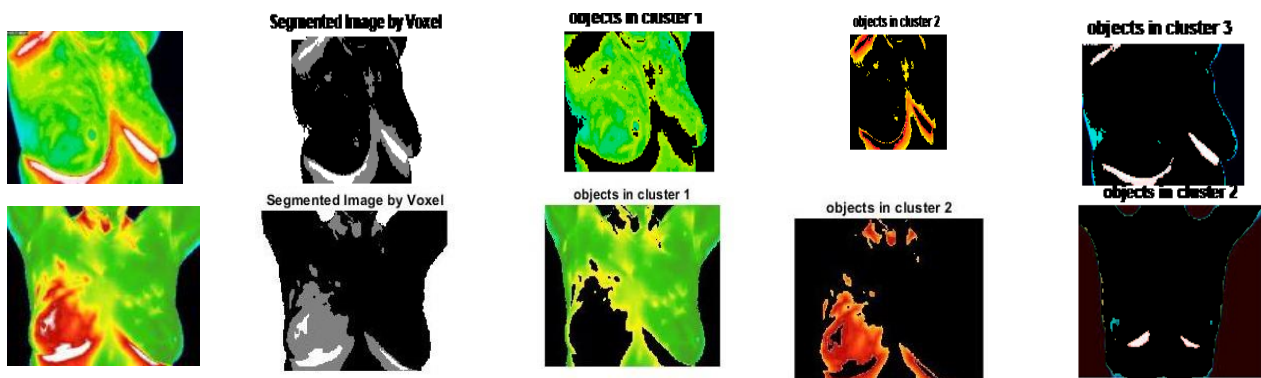 Segmented Image by Voxel
objects in cluster 1
objects in cluster 2
objects in cluster 3
Segmented Image by Voxel
objects in cluster 1
objects in cluster 2
objects in cluster 2